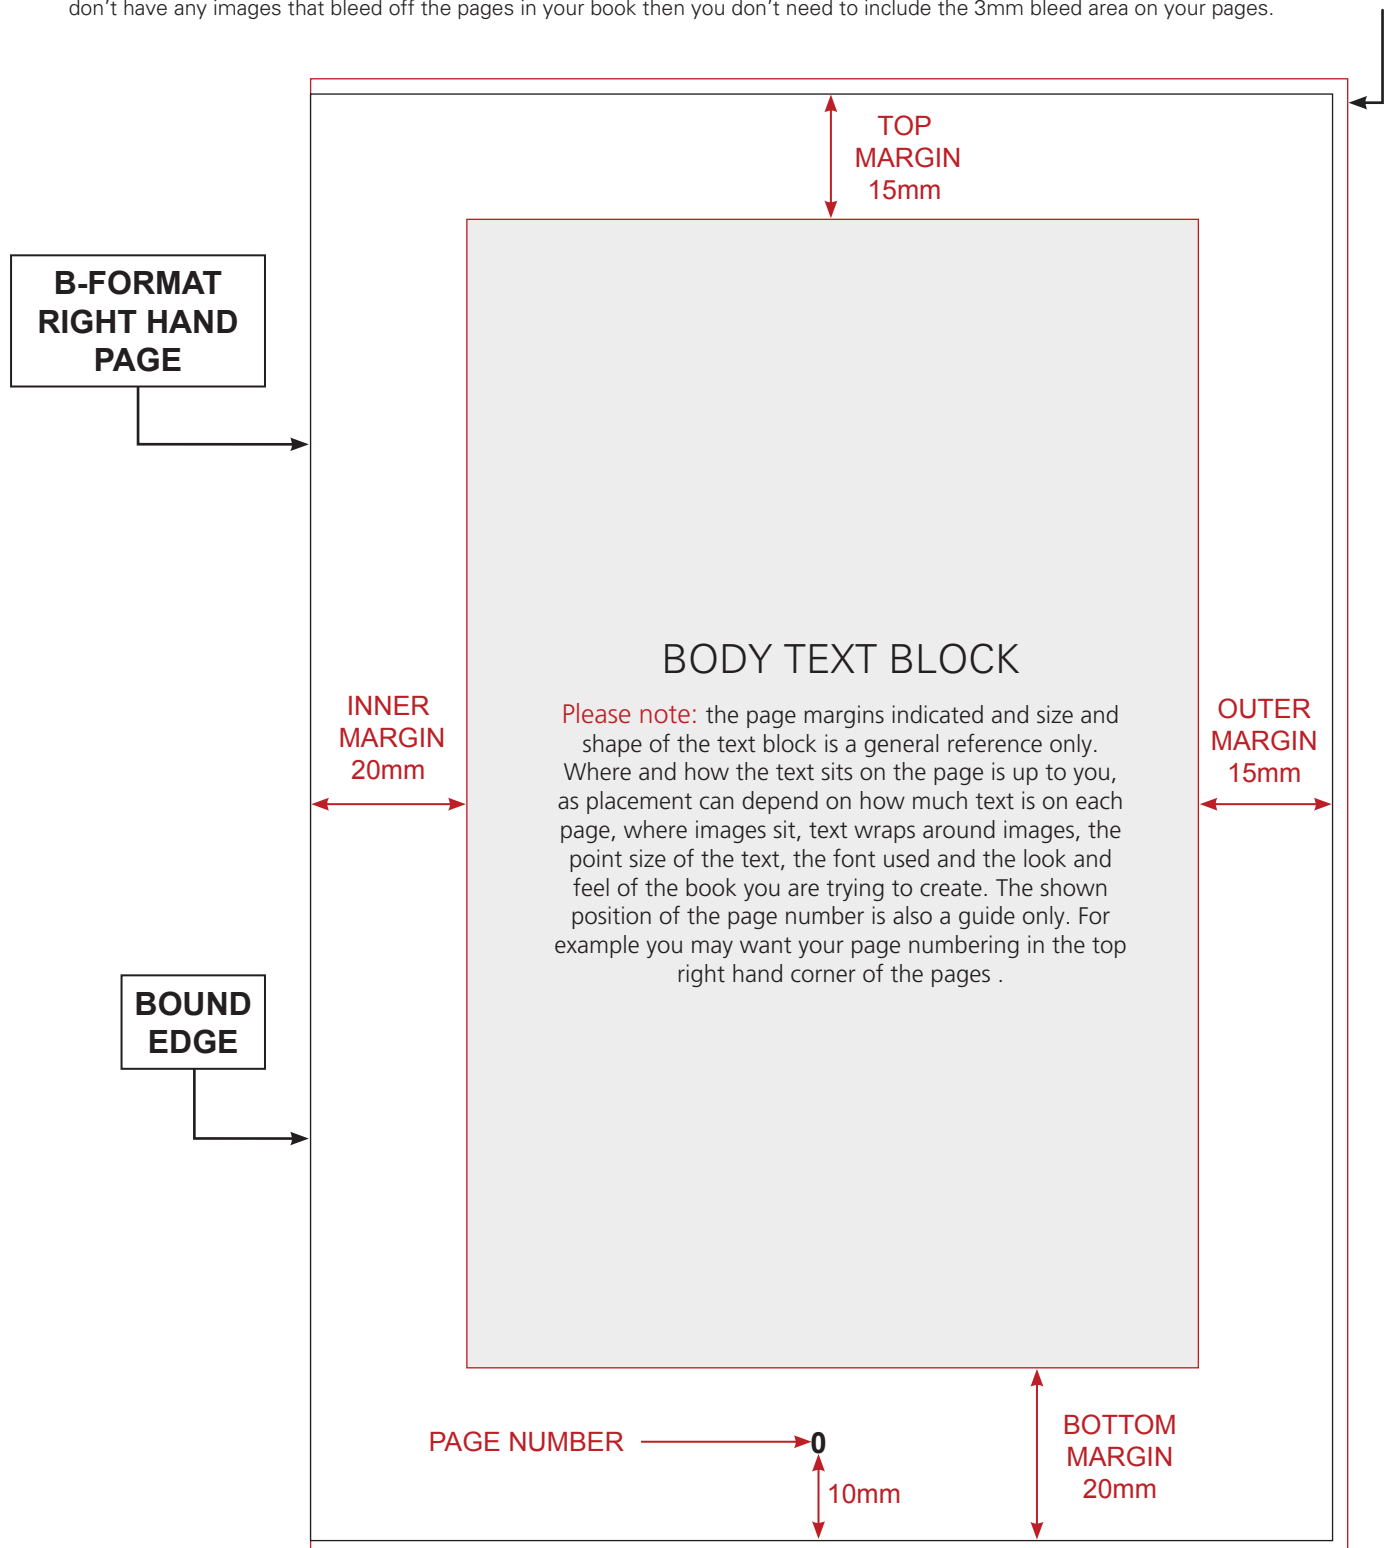 don't have any images that bleed off the pages in your book then you don't need to include the 3mm bleed area on your pages.
TOP
MARGIN
15mm
B-FORMAT
RIGHT HAND
PAGE
BODY TEXT BLOCK
Please note: the page margins indicated and size and
shape of the text block is a general reference only.
Where and how the text sits on the page is up to you,
as placement can depend on how much text is on each
page, where images sit, text wraps around images, the
point size of the text, the font used and the look and
feel of the book you are trying to create. The shown
position of the page number is also a guide only. For
example you may want your page numbering in the top
right hand corner of the pages .
INNER
MARGIN
20mm
OUTER
MARGIN
15mm
BOUND
EDGE
PAGE NUMBER
0
10mm
BOTTOM
MARGIN
20mm